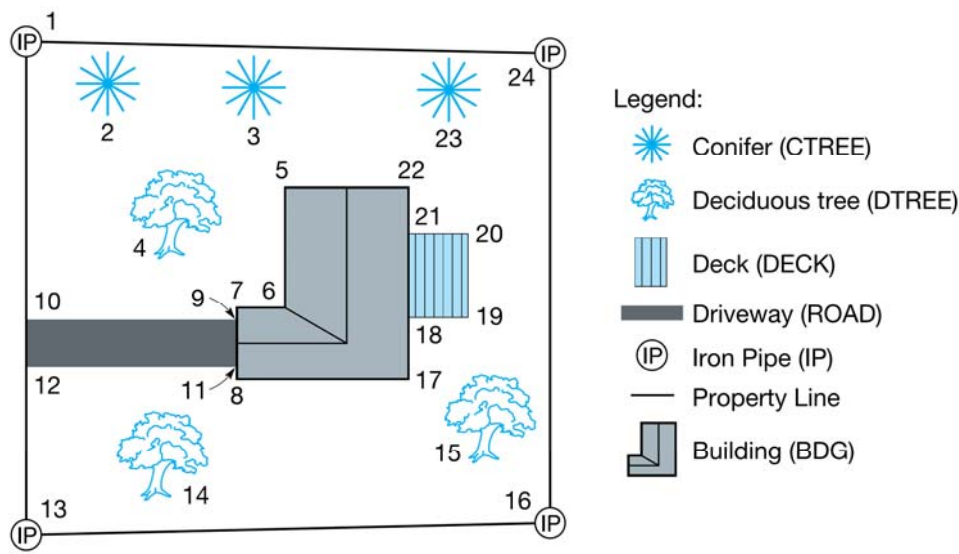 1
IP
IP
24
2
3
23
5
22
21
20
4
9
7
6
10
19
18
12
11
8
17
15
14
13
16
IP
IP
Legend:
Conifer (CTREE)
Deciduous tree (DTREE)
Deck (DECK)
Driveway (ROAD)
IP Iron Pipe (IP)
Property Line
Building (BDG)